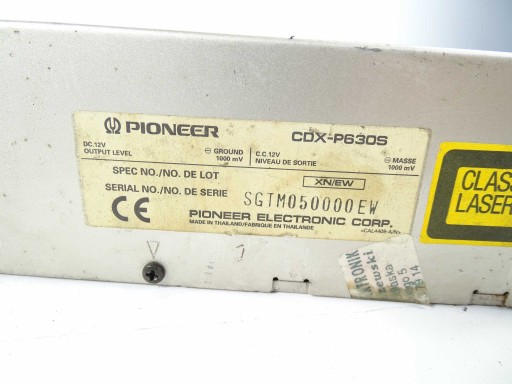 PIONEER CDX-P630S
DC.12V ⊖ GROUND C.C.12V ⊖ MASSE
OUTPUT LEVEL 1000 mV NIVEAU DE SORTIE 1000 mV
SPEC NO./NO. DE LOT XN/EW
SERIAL NO./NO. DE SERIE SGTM050000EW
CE PIONEER ELECTRONIC CORP.
MADE IN THAILAND/FABRIQUE EN THAILANDE
CLASS
LASER